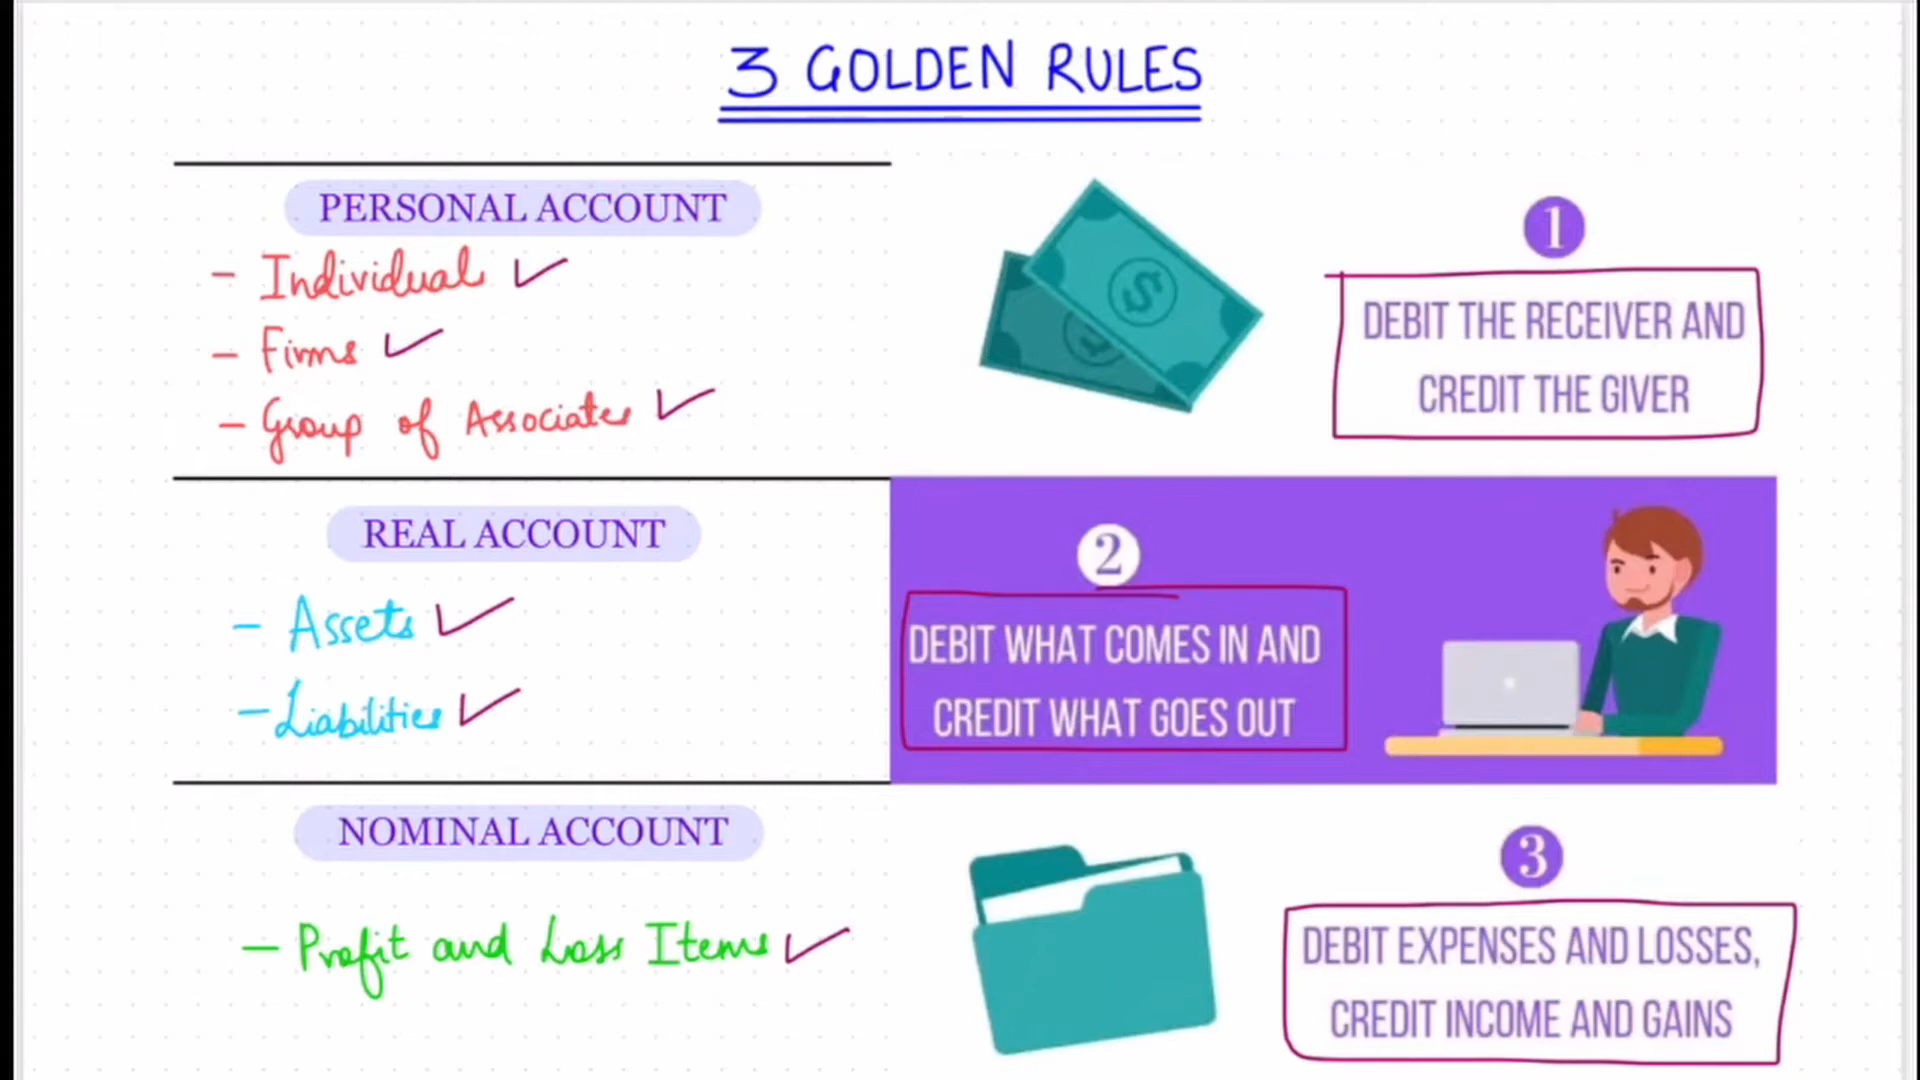 3 GOLDEN RULES
PERSONAL ACCOUNT
- Individual
- Firms
- Group of Associates
1
DEBIT THE RECEIVER AND
CREDIT THE GIVER
REAL ACCOUNT
- Assets
- Liabilities
2
DEBIT WHAT COMES IN AND
CREDIT WHAT GOES OUT
NOMINAL ACCOUNT
- Profit and Loss Items
3
DEBIT EXPENSES AND LOSSES,
CREDIT INCOME AND GAINS